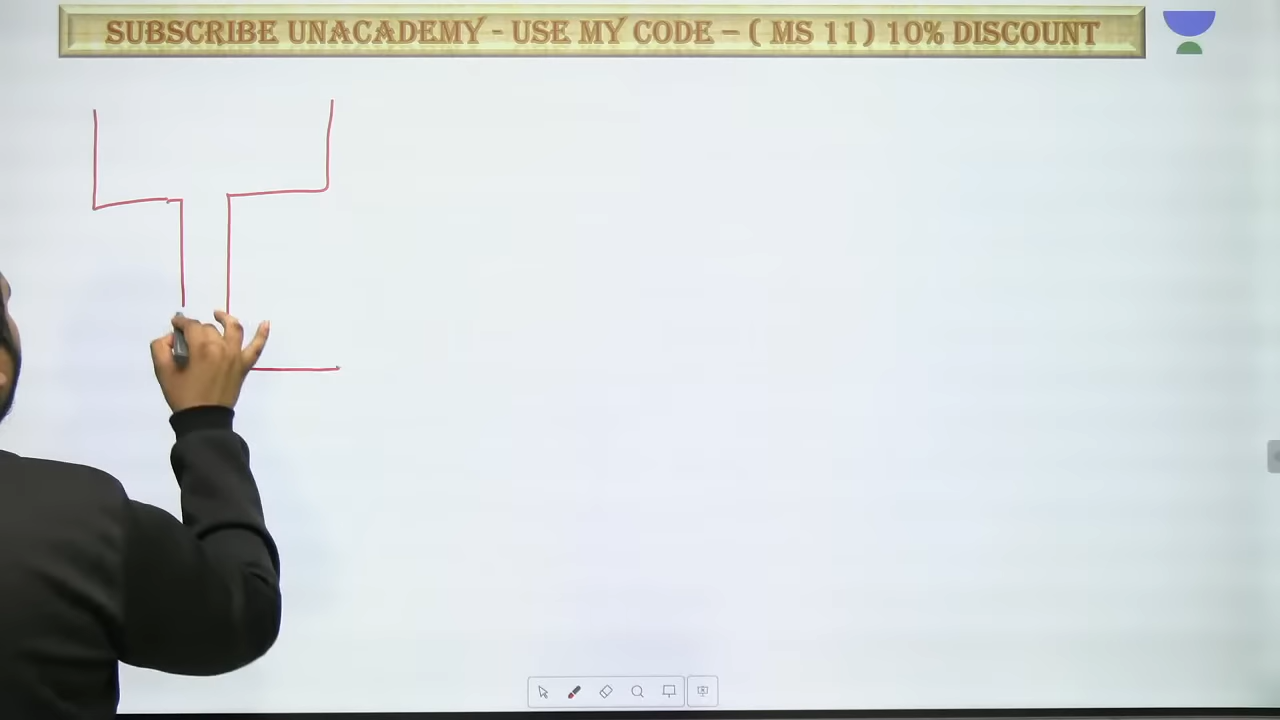 SUBSCRIBE UNACADEMY - USE MY CODE – ( MS 11 ) 10% DISCOUNT